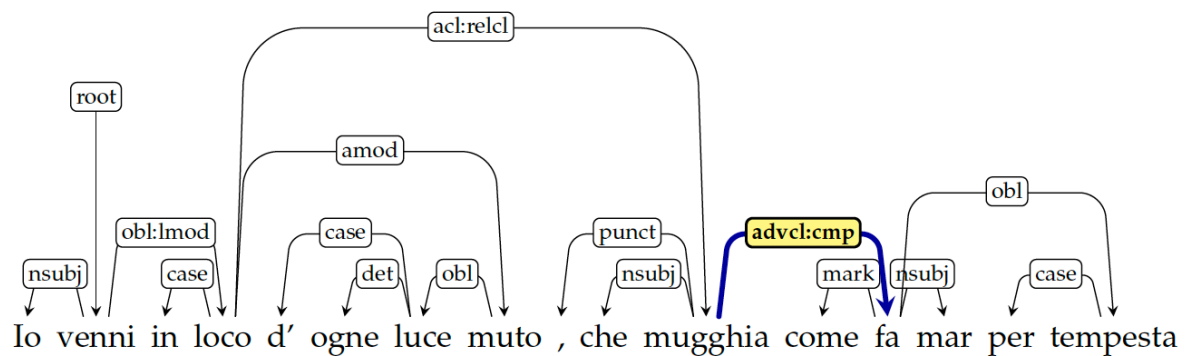 acl:relcl
root
amod
obl
obl:lmod case punct advcl:cmp
nsubj case det obl nsubj mark nsubj case
Io venni in loco d' ogne luce muto , che mugghia come fa mar per tempesta